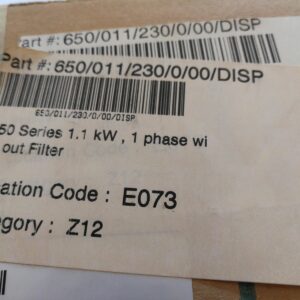 Part #: 650/011/230/0/00/DISP
Part #: 650/011/230/0/00/DISP
650/011/230/0/00/DISP
50 Series 1.1 kW , 1 phase wi
out Filter
ation Code : E073
egory : Z12